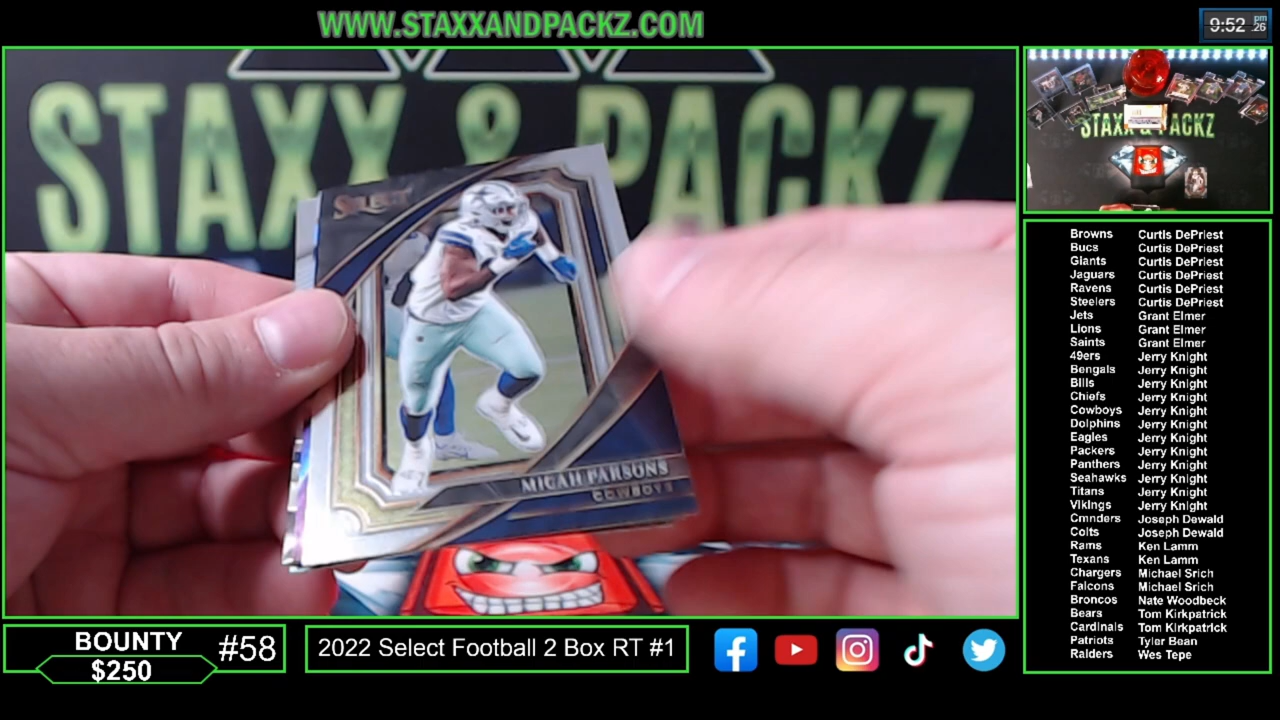 WWW.STAXXANDPACKZ.COM
9:52 pm
:26
STAXX & PACKZ
SELECT
MICAH PARSONS
COWBOYS
STAXX & PACKZ
Browns Curtis DePriest
Bucs Curtis DePriest
Giants Curtis DePriest
Jaguars Curtis DePriest
Ravens Curtis DePriest
Steelers Curtis DePriest
Jets Grant Elmer
Lions Grant Elmer
Saints Grant Elmer
49ers Jerry Knight
Bengals Jerry Knight
Bills Jerry Knight
Chiefs Jerry Knight
Cowboys Jerry Knight
Dolphins Jerry Knight
Eagles Jerry Knight
Packers Jerry Knight
Panthers Jerry Knight
Seahawks Jerry Knight
Titans Jerry Knight
Vikings Jerry Knight
Cmnders Joseph Dewald
Colts Joseph Dewald
Rams Ken Lamm
Texans Ken Lamm
Chargers Michael Srich
Falcons Michael Srich
Broncos Nate Woodbeck
Bears Tom Kirkpatrick
Cardinals Tom Kirkpatrick
Patriots Tyler Bean
Raiders Wes Tepe
BOUNTY
$250
#58
2022 Select Football 2 Box RT #1